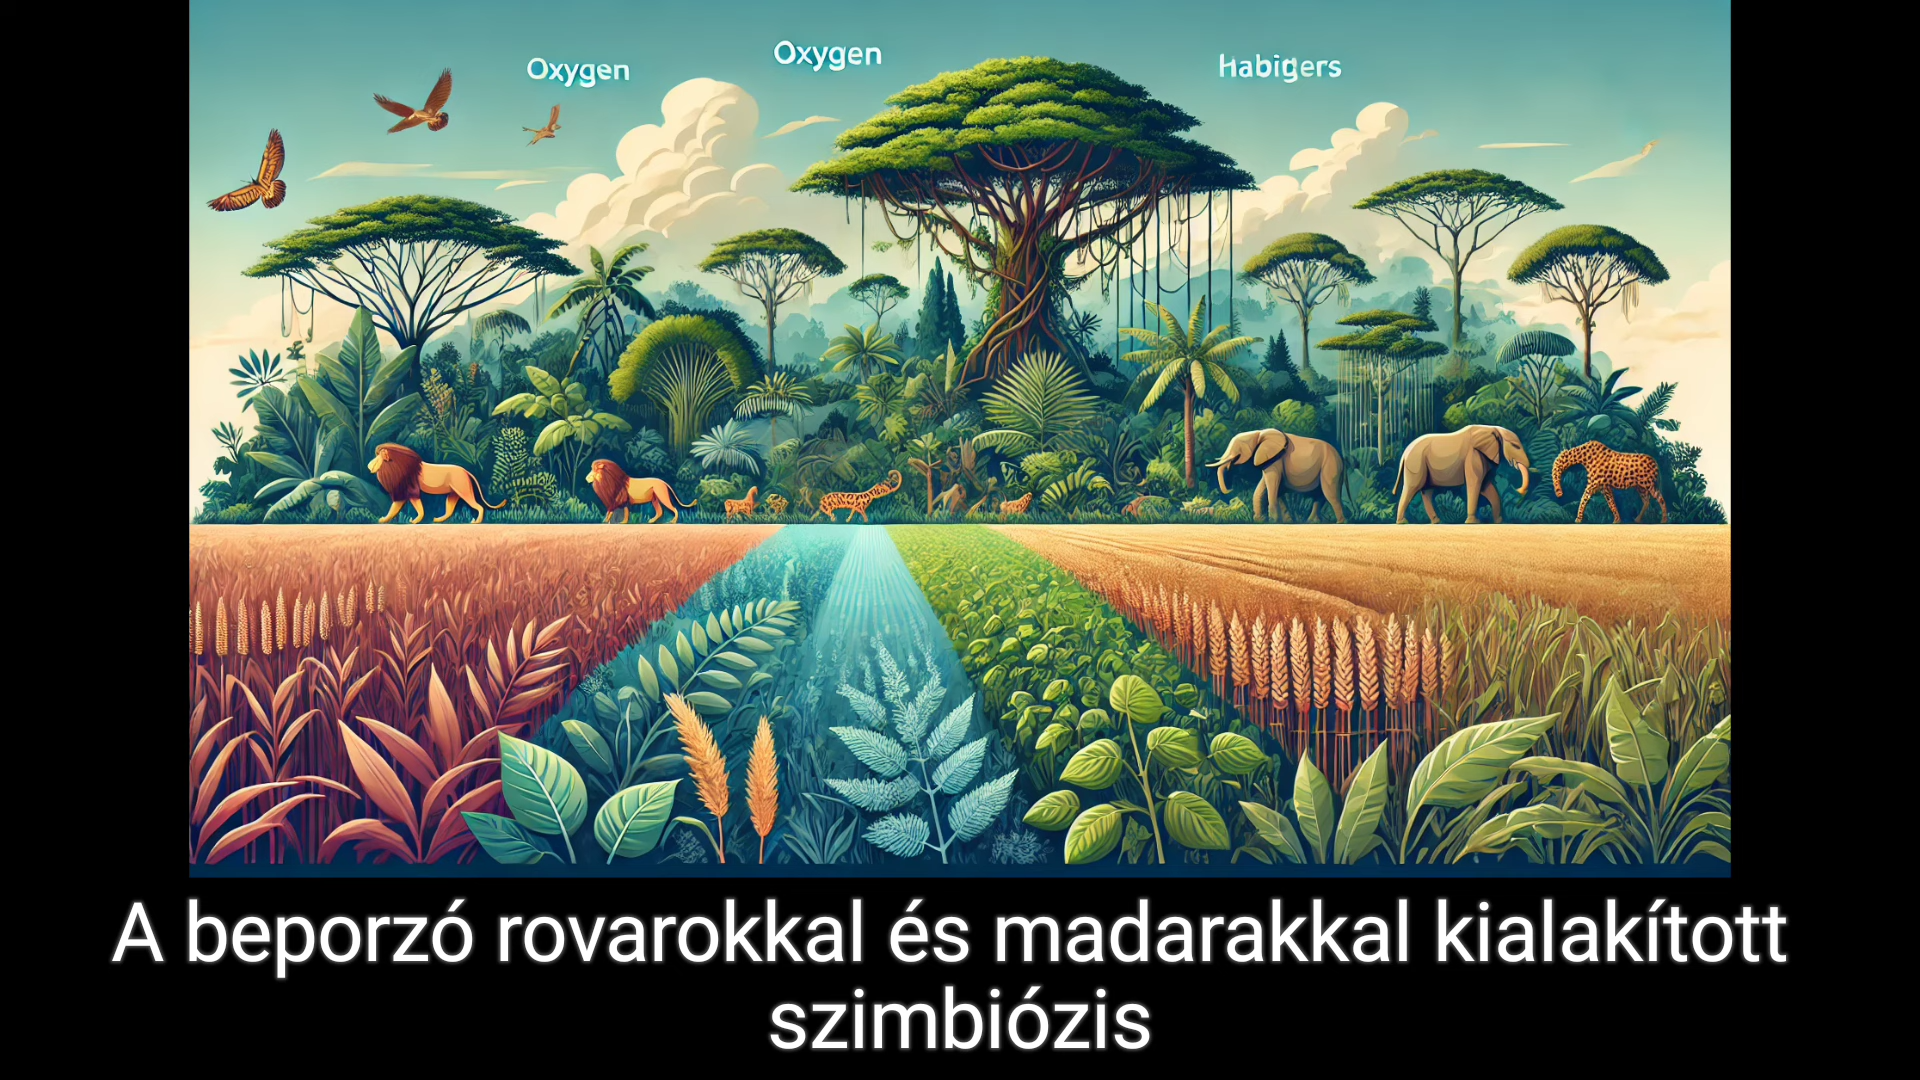 Oxygen
Oxygen
Habigers
A beporzó rovarokkal és madarakkal kialakított
szimbiózis